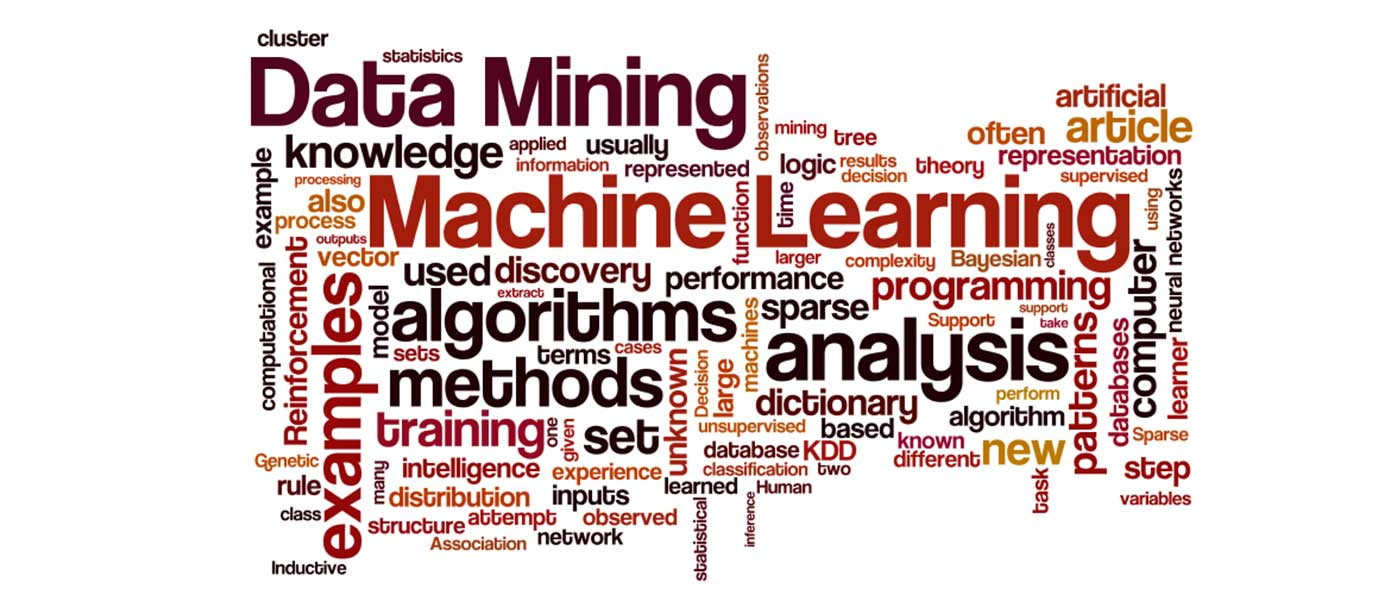 cluster
statistics
Data Mining
observations
artificial
mining
tree
often
article
knowledge
applied
usually
information
represented
logic
results
decision
theory
representation
supervised
example
processing
also
process
Machine Learning
function
time
using
neural networks
outputs
vector
larger
complexity
Bayesian
classes
used
discovery
performance
programming
computer
computational
Reinforcement
examples
model
extract
algorithms
sparse
machines
support
Support
take
analysis
sets
terms
cases
methods
unknown
Decision
large
patterns
databases
learner
perform
dictionary
algorithm
training
one
given
set
unsupervised
based
known
new
Sparse
database
KDD
different
Genetic
many
intelligence
experience
classification
two
step
rule
distribution
inputs
learned
Human
task
variables
class
structure
attempt
observed
statistical
inference
Association
network
Inductive